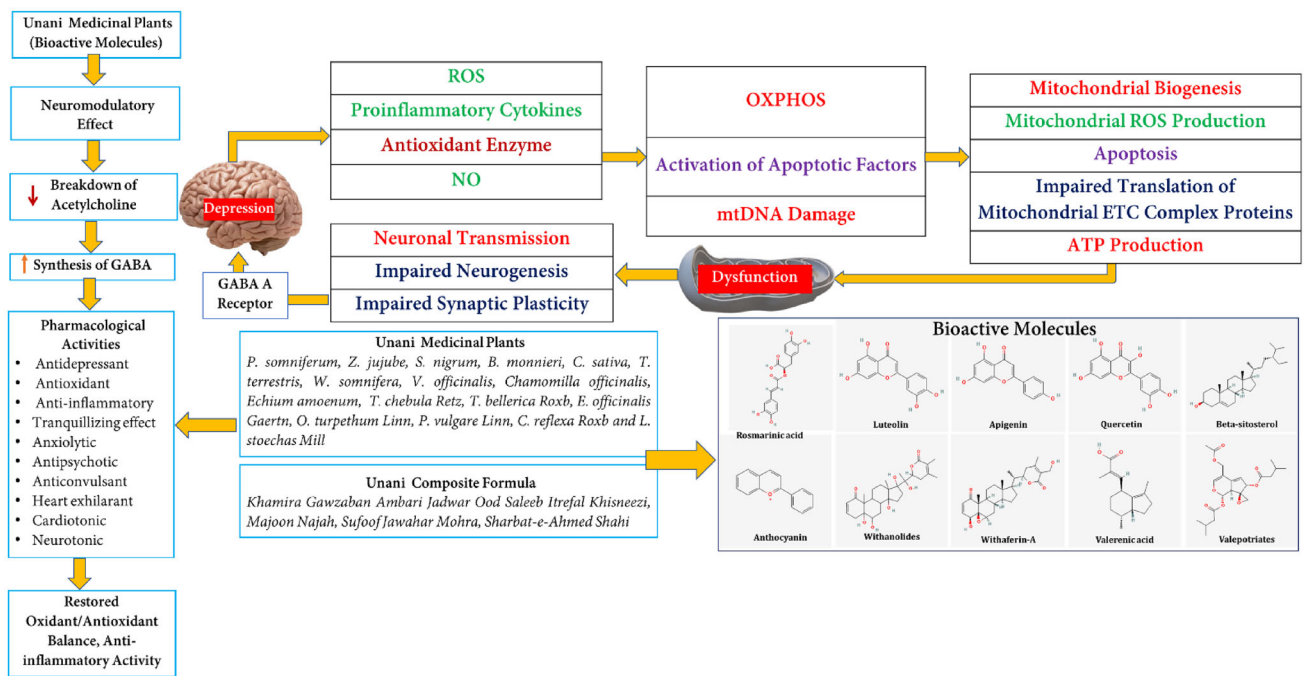 Unani Medicinal Plants
(Bioactive Molecules)
Neuromodulatory
Effect
Breakdown of
Acetylcholine
Synthesis of GABA
Pharmacological
Activities
• Antidepressant
• Antioxidant
• Anti-inflammatory
• Tranquillizing effect
• Anxiolytic
• Antipsychotic
• Anticonvulsant
• Heart exhilarant
• Cardiotonic
• Neurotonic
Restored
Oxidant/Antioxidant
Balance, Anti-
inflammatory Activity
Depression
GABA A
Receptor
ROS
Proinflammatory Cytokines
Antioxidant Enzyme
NO
OXPHOS
Activation of Apoptotic Factors
mtDNA Damage
Mitochondrial Biogenesis
Mitochondrial ROS Production
Apoptosis
Impaired Translation of
Mitochondrial ETC Complex Proteins
ATP Production
Dysfunction
Neuronal Transmission
Impaired Neurogenesis
Impaired Synaptic Plasticity
Unani Medicinal Plants
P. somniferum, Z. jujube, S. nigrum, B. monnieri, C. sativa, T.
terrestris, W. somnifera, V. officinalis, Chamomilla officinalis,
Echium amoenum, T. chebula Retz, T. bellerica Roxb, E. officinalis
Gaertn, O. turpethum Linn, P. vulgare Linn, C. reflexa Roxb and L.
stoechas Mill
Unani Composite Formula
Khamira Gawzaban Ambari Jadwar Ood Saleeb Itrefal Khisneezi,
Majoon Najah, Sufoof Jawahar Mohra, Sharbat-e-Ahmed Shahi
Bioactive Molecules
Rosmarinic acid
Luteolin
Apigenin
Quercetin
Beta-sitosterol
Anthocyanin
Withanolides
Withaferin-A
Valerenic acid
Valepotriates